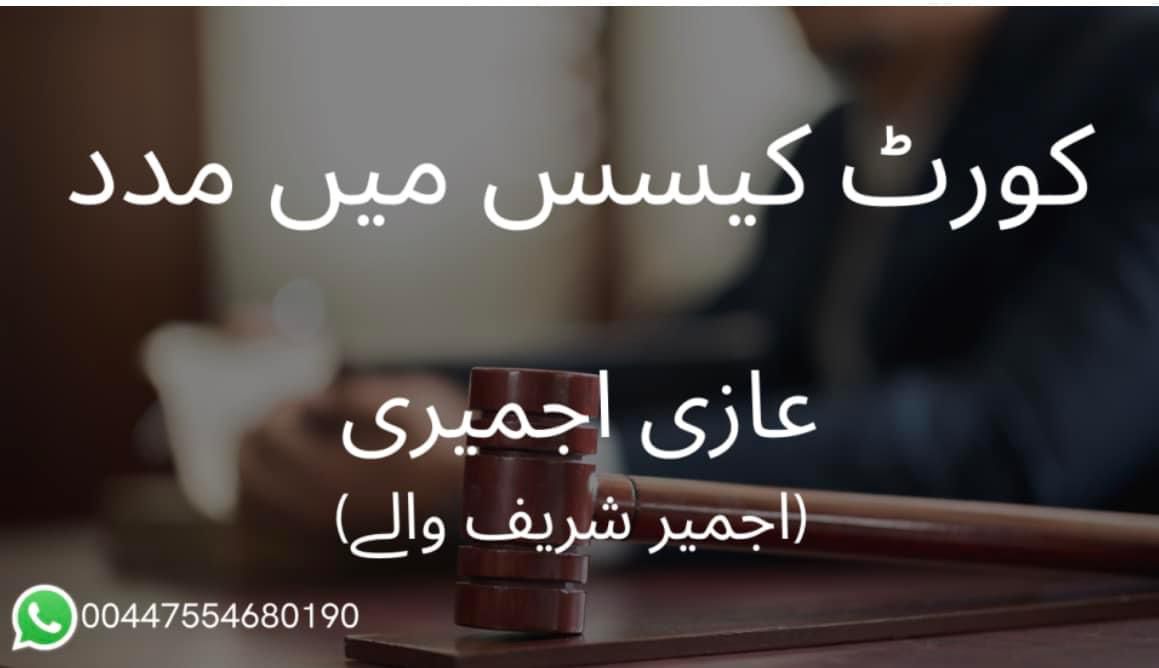 کورٹ کیسس میں مدد
عازی اجمیری
(اجمیر شریف والے)
00447554680190